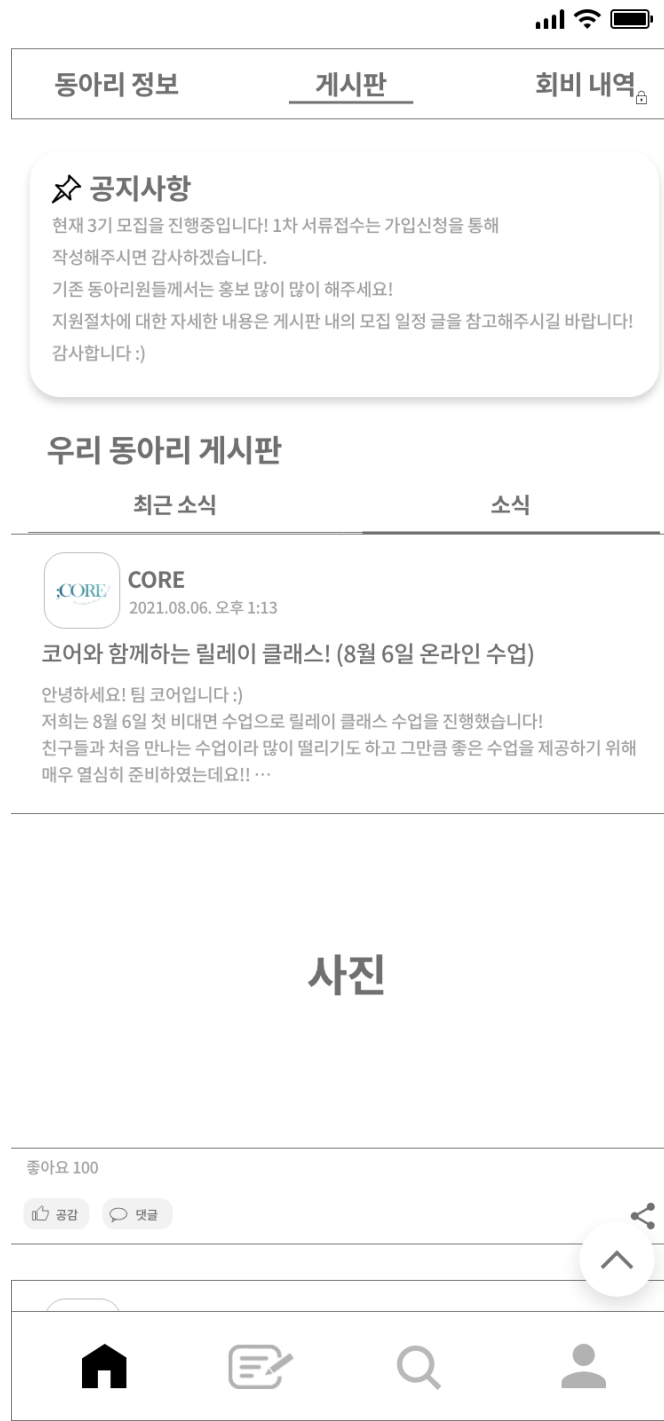 동아리 정보
게시판
회비 내역
공지사항
현재 3기 모집을 진행중입니다! 1차 서류접수는 가입신청을 통해
작성해주시면 감사하겠습니다.
기존 동아리원들께서는 홍보 많이 많이 해주세요!
지원절차에 대한 자세한 내용은 게시판 내의 모집 일정 글을 참고해주시길 바랍니다!
감사합니다 :)
우리 동아리 게시판
최근 소식
소식
;CORE/
CORE
2021.08.06. 오후 1:13
코어와 함께하는 릴레이 클래스! (8월 6일 온라인 수업)
안녕하세요! 팀 코어입니다 :)
저희는 8월 6일 첫 비대면 수업으로 릴레이 클래스 수업을 진행했습니다!
친구들과 처음 만나는 수업이라 많이 떨리기도 하고 그만큼 좋은 수업을 제공하기 위해
매우 열심히 준비하였는데요!! …
사진
좋아요 100
공감
댓글